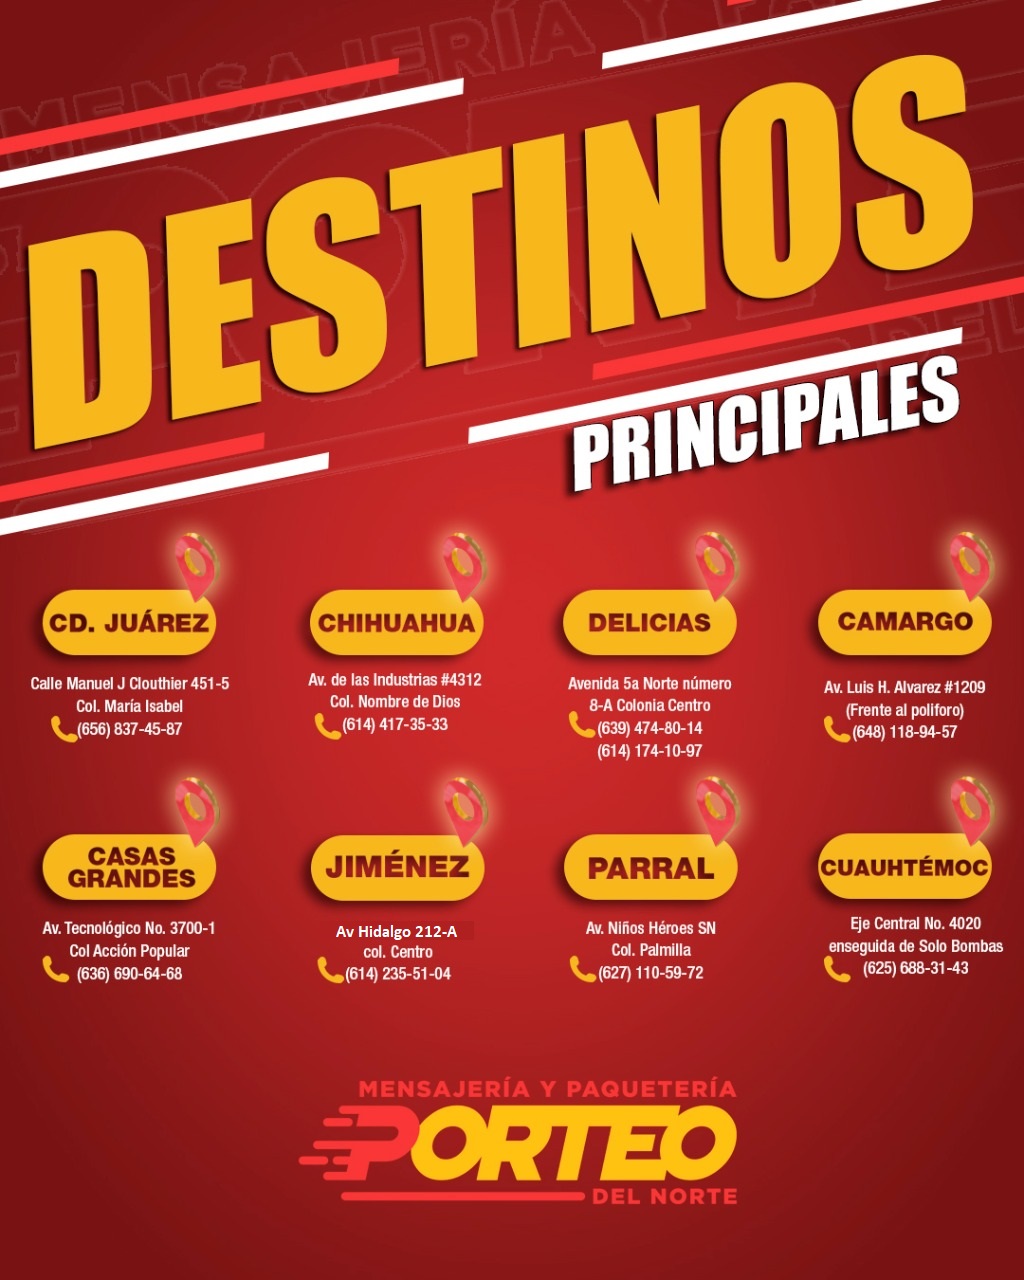 MENSAJERÍA Y PA
DEL
DESTINOS
PRINCIPALES
CD. JUÁREZ
Calle Manuel J Clouthier 451-5
Col. María Isabel
(656) 837-45-87
CHIHUAHUA
Av. de las Industrias #4312
Col. Nombre de Dios
(614) 417-35-33
DELICIAS
Avenida 5a Norte número
8-A Colonia Centro
(639) 474-80-14
(614) 174-10-97
CAMARGO
Av. Luis H. Alvarez #1209
(Frente al poliforo)
(648) 118-94-57
CASAS
GRANDES
Av. Tecnológico No. 3700-1
Col Acción Popular
(636) 690-64-68
JIMÉNEZ
Av Hidalgo 212-A
col. Centro
(614) 235-51-04
PARRAL
Av. Niños Héroes SN
Col. Palmilla
(627) 110-59-72
CUAUHTÉMOC
Eje Central No. 4020
enseguida de Solo Bombas
(625) 688-31-43
MENSAJERÍA Y PAQUETERÍA
PORTEO
DEL NORTE